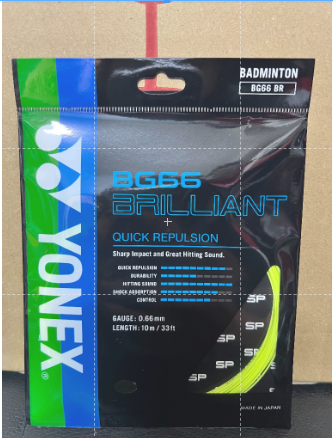 BADMINTON
BG66 BR
YONEX®
BG66
BRILLIANT
QUICK REPULSION
Sharp Impact and Great Hitting Sound.
QUICK REPULSION
DURABILITY
HITTING SOUND
SHOCK ABSORPTION
CONTROL
GAUGE: 0.66mm
LENGTH: 10m / 33ft
SP
SP
SP
SP
SP
SP
MADE IN JAPAN